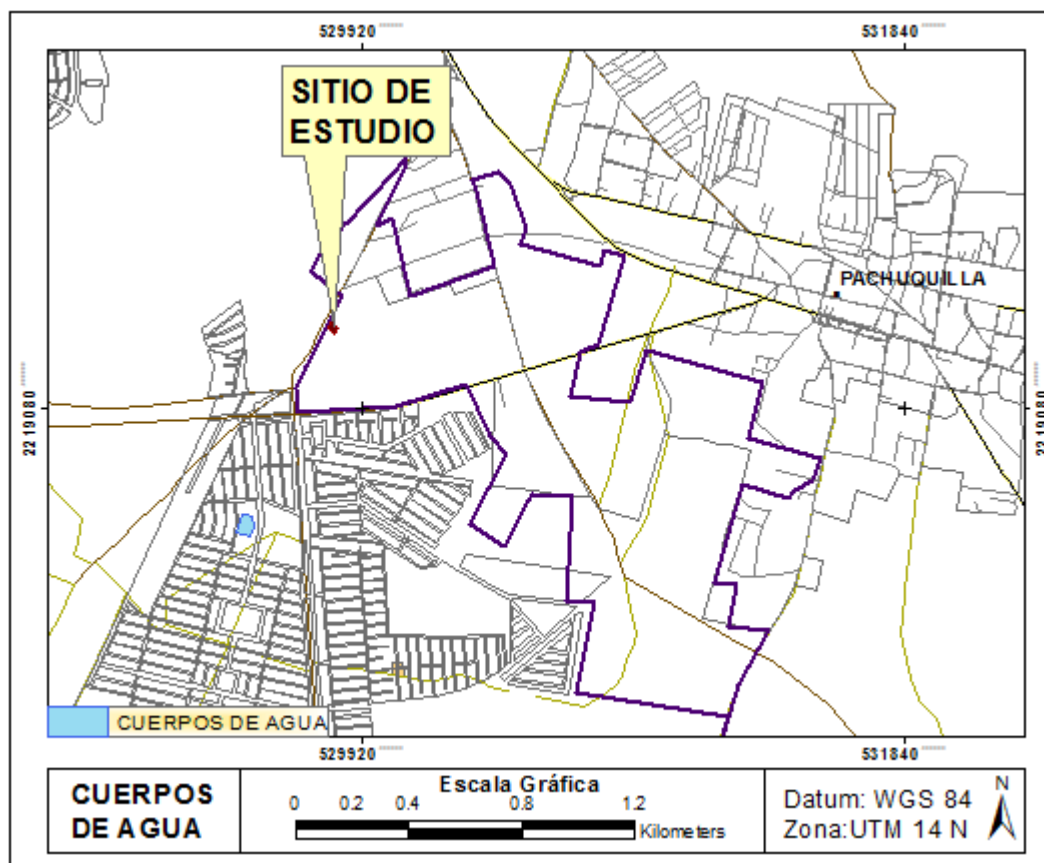 529920
531840
SITIO DE
ESTUDIO
PACHUQUILLA
2219080
2219080
CUERPOS DE AGUA
529920
531840
CUERPOS
DE AGUA
Escala Gráfica
0 0.2 0.4 0.8 1.2
Kilometers
Datum: WGS 84
Zona:UTM 14 N
N